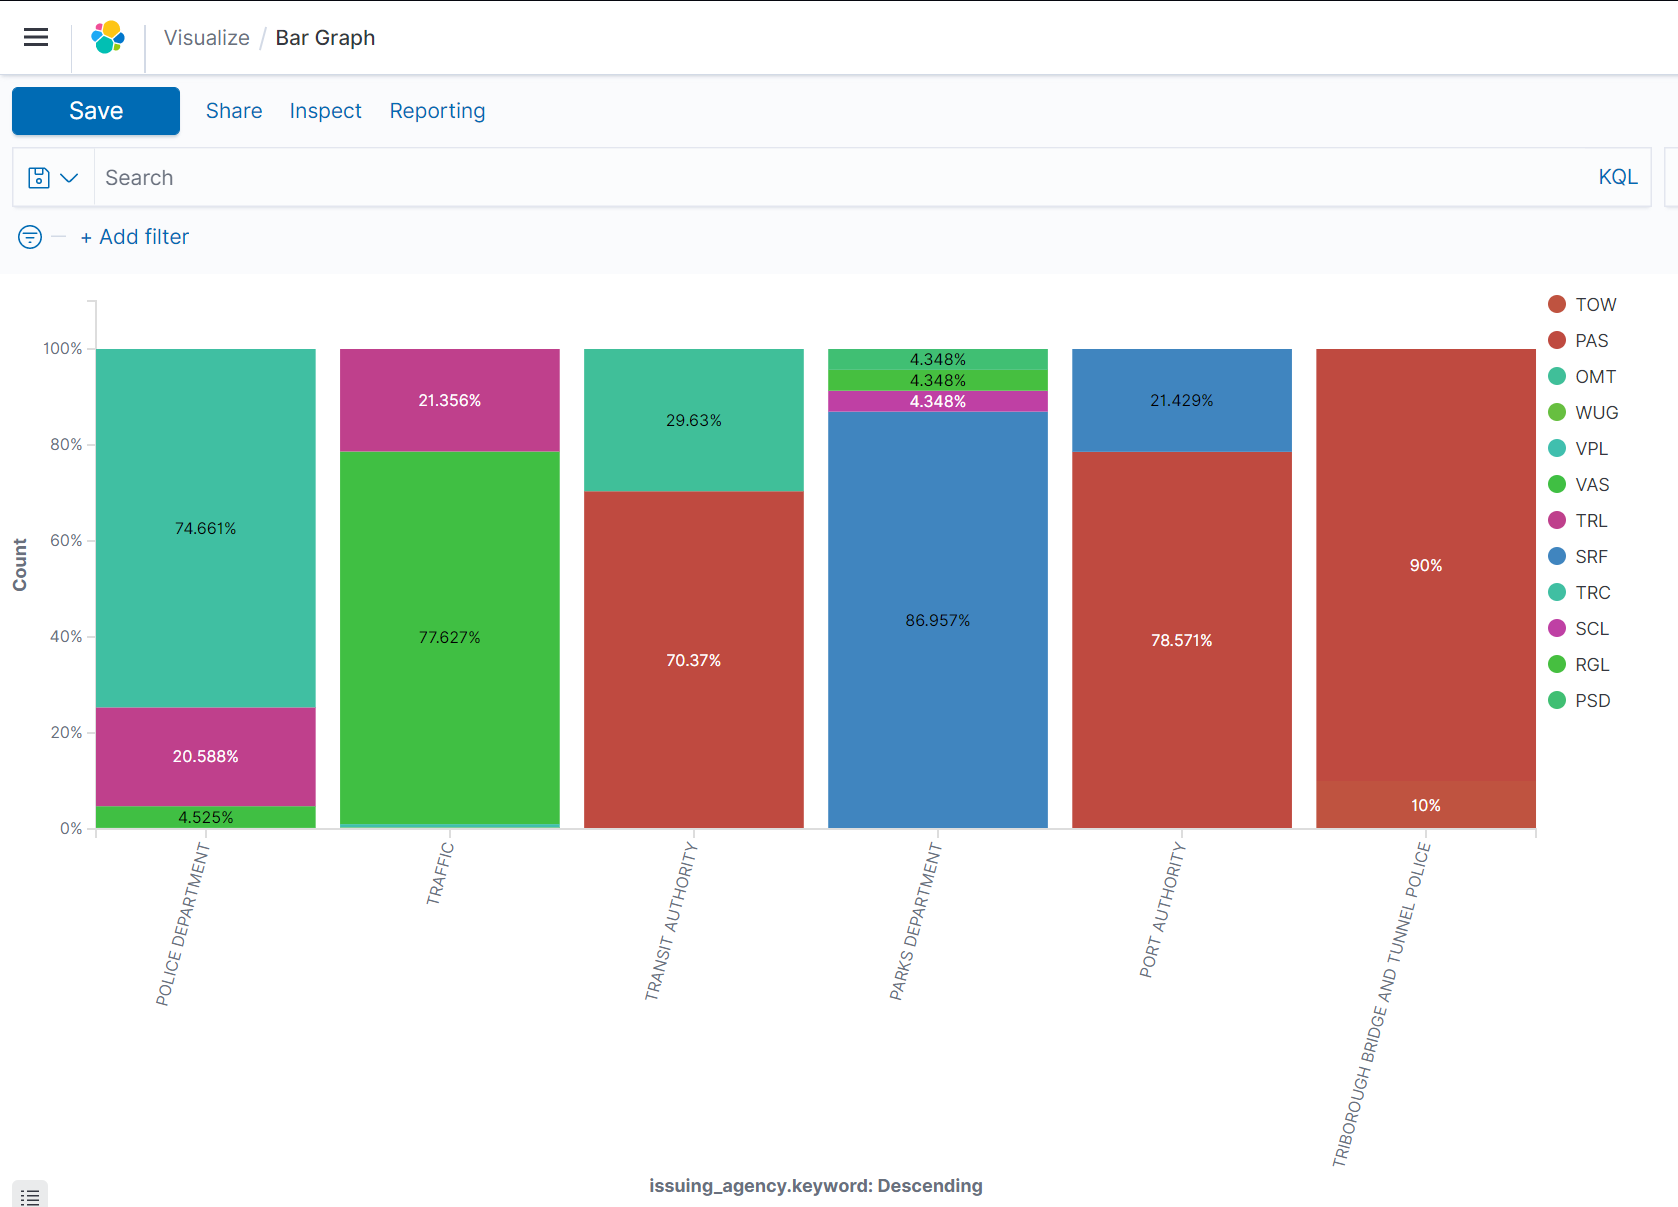 Visualize / Bar Graph
Save Share Inspect Reporting
Search KQL
+ Add filter
100%
80%
60%
40%
20%
0%
Count
74.661%
20.588%
4.525%
21.356%
77.627%
29.63%
70.37%
4.348%
4.348%
4.348%
86.957%
21.429%
78.571%
90%
10%
TOW
PAS
OMT
WUG
VPL
VAS
TRL
SRF
TRC
SCL
RGL
PSD
POLICE DEPARTMENT
TRAFFIC
TRANSIT AUTHORITY
PARKS DEPARTMENT
PORT AUTHORITY
TRIBOROUGH BRIDGE AND TUNNEL POLICE
issuing_agency.keyword: Descending